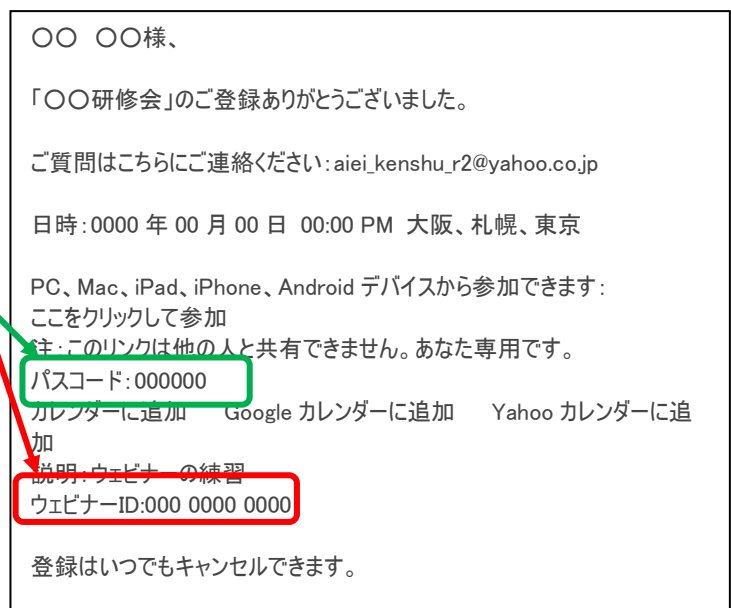 〇〇 〇〇様、
「〇〇研修会」のご登録ありがとうございました。
ご質問はこちらにご連絡ください:aiei_kenshu_r2@yahoo.co.jp
日時:0000 年 00 月 00 日 00:00 PM 大阪、札幌、東京
PC、Mac、iPad、iPhone、Android デバイスから参加できます:
ここをクリックして参加
注:このリンクは他の人と共有できません。あなた専用です。
パスコード:000000
カレンダーに追加 Google カレンダーに追加 Yahoo カレンダーに追
加
説明:ウェビナーの練習
ウェビナーID:000 0000 0000
登録はいつでもキャンセルできます。